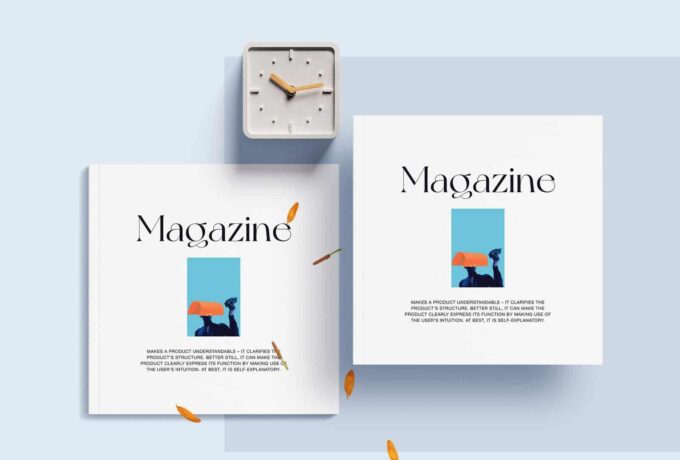 Magazine
MAKES A PRODUCT UNDERSTANDABLE – IT CLARIFIES THE
PRODUCT'S STRUCTURE. BETTER STILL, IT CAN MAKE THE
PRODUCT CLEARLY EXPRESS ITS FUNCTION BY MAKING USE OF
THE USER'S INTUITION. AT BEST, IT IS SELF-EXPLANATORY.
Magazine
MAKES A PRODUCT UNDERSTANDABLE – IT CLARIFIES THE
PRODUCT'S STRUCTURE. BETTER STILL, IT CAN MAKE THE
PRODUCT CLEARLY EXPRESS ITS FUNCTION BY MAKING USE OF
THE USER'S INTUITION. AT BEST, IT IS SELF-EXPLANATORY.